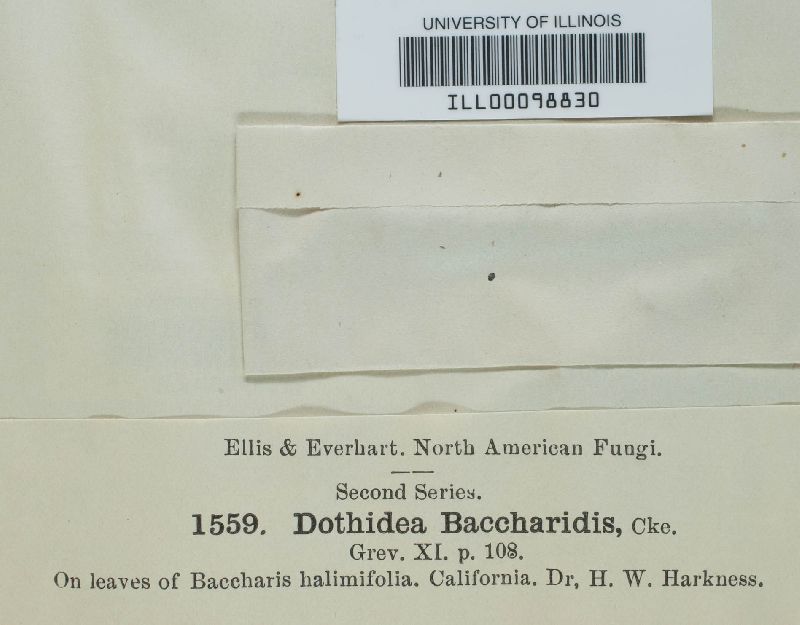 UNIVERSITY OF ILLINOIS
ILL00098830
Ellis & Everhart. North American Fungi.
Second Series.
1559. Dothidea Baccharidis, Cke.
Grev. XI. p. 108.
On leaves of Baccharis halimifolia. California. Dr, H. W. Harkness.